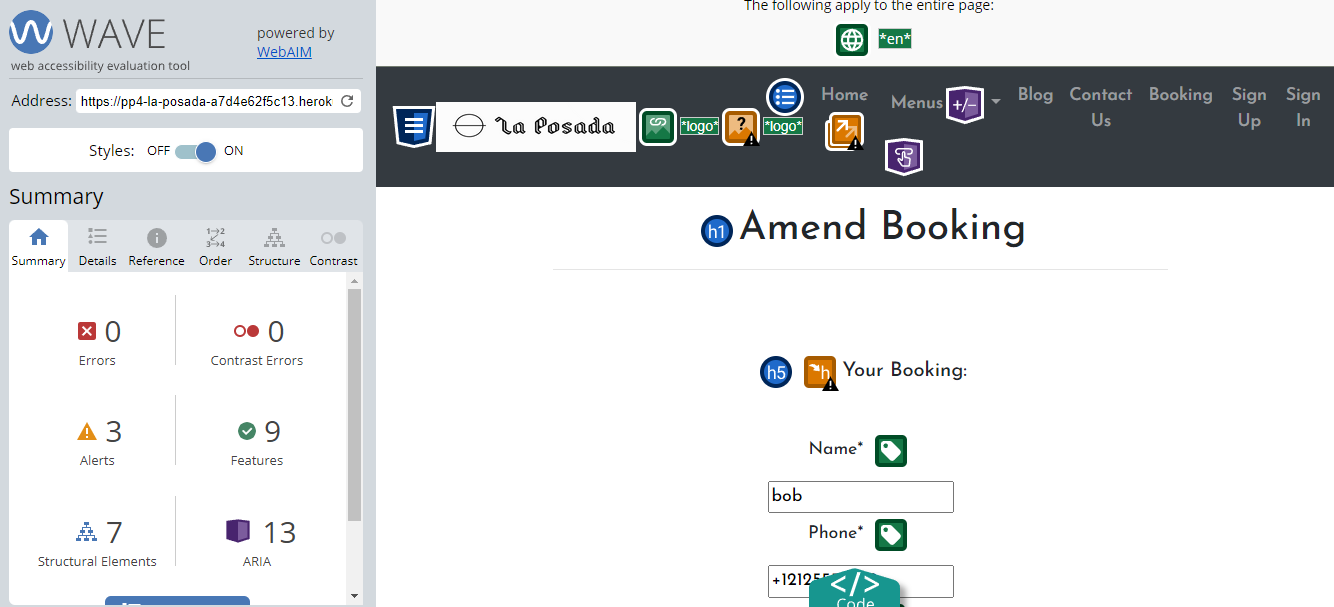 WAVE
powered by
WebAIM
web accessibility evaluation tool
Address: https://pp4-la-posada-a7d4e62f5c13.herok
Styles: OFF ON
Summary
Summary Details Reference Order Structure Contrast
0
Errors
0
Contrast Errors
3
Alerts
9
Features
7
Structural Elements
13
ARIA
The following apply to the entire page:
*en*
La Posada
*logo*
*logo*
Home
Menus
+/-
Blog
Contact
Us
Booking
Sign
Up
Sign
In
h1 Amend Booking
h5 h Your Booking:
Name*
bob
Phone*
</>
Code